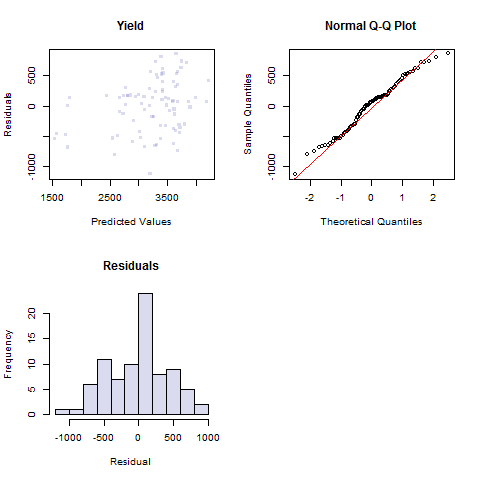 Yield
Residuals
500
0
-1000
1500
2500
3500
Predicted Values
Normal Q-Q Plot
Sample Quantiles
500
0
-1000
-2
-1
0
1
2
Theoretical Quantiles
Residuals
Frequency
20
15
10
5
0
-1000
-500
0
500
1000
Residual